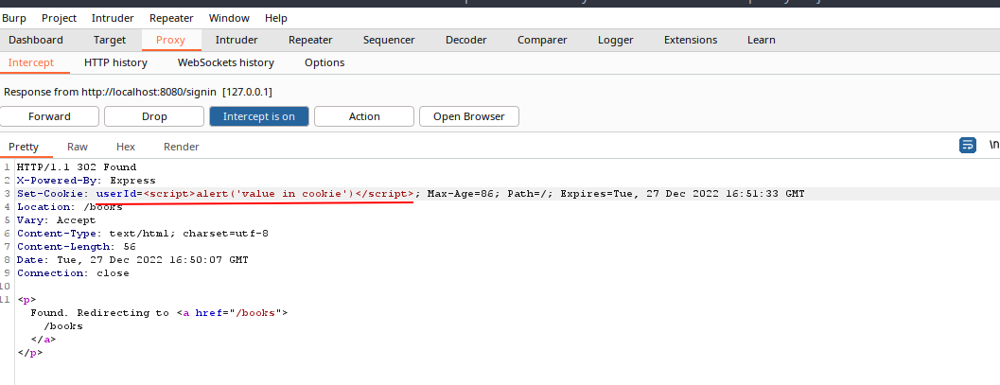 Burp Project Intruder Repeater Window Help
Dashboard Target Proxy Intruder Repeater Sequencer Decoder Comparer Logger Extensions Learn
Intercept HTTP history WebSockets history Options
Response from http://localhost:8080/signin [127.0.0.1]
Forward Drop Intercept is on Action Open Browser
Pretty Raw Hex Render \n
1 HTTP/1.1 302 Found
2 X-Powered-By: Express
3 Set-Cookie: userId=<script>alert('value in cookie')</script>; Max-Age=86; Path=/; Expires=Tue, 27 Dec 2022 16:51:33 GMT
4 Location: /books
5 Vary: Accept
6 Content-Type: text/html; charset=utf-8
7 Content-Length: 56
8 Date: Tue, 27 Dec 2022 16:50:07 GMT
9 Connection: close
10
11 <p>
Found. Redirecting to <a href="/books">
/books
</a>
</p>